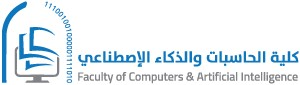 كلية الحاسبات والذكاء الإصطناعي
Faculty of Computers & Artificial Intelligence